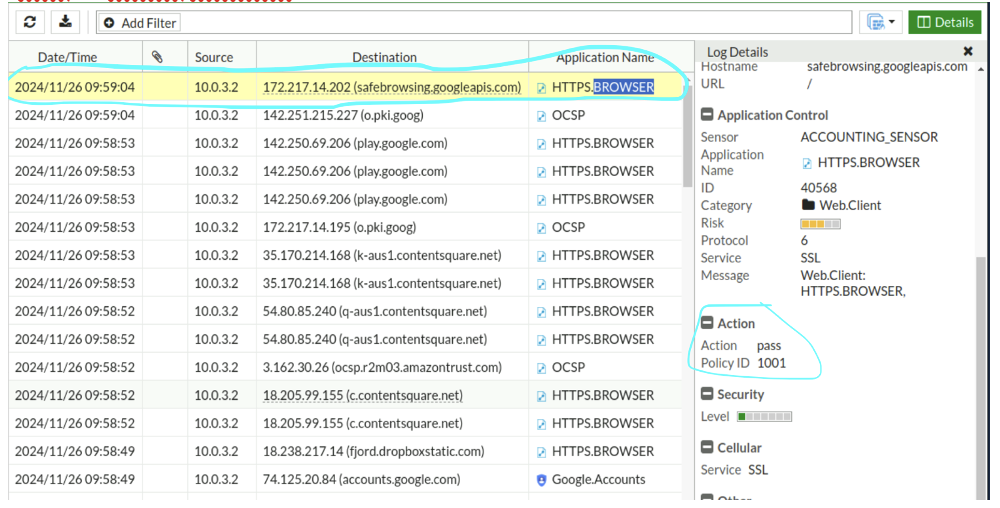 Add Filter
Details
Date/Time Source Destination Application Name
2024/11/26 09:59:04 10.0.3.2 172.217.14.202 (safebrowsing.googleapis.com) HTTPS.BROWSER
2024/11/26 09:59:04 10.0.3.2 142.251.215.227 (o.pki.goog) OCSP
2024/11/26 09:58:53 10.0.3.2 142.250.69.206 (play.google.com) HTTPS.BROWSER
2024/11/26 09:58:53 10.0.3.2 142.250.69.206 (play.google.com) HTTPS.BROWSER
2024/11/26 09:58:53 10.0.3.2 142.250.69.206 (play.google.com) HTTPS.BROWSER
2024/11/26 09:58:53 10.0.3.2 172.217.14.195 (o.pki.goog) OCSP
2024/11/26 09:58:53 10.0.3.2 35.170.214.168 (k-aus1.contentsquare.net) HTTPS.BROWSER
2024/11/26 09:58:53 10.0.3.2 35.170.214.168 (k-aus1.contentsquare.net) HTTPS.BROWSER
2024/11/26 09:58:52 10.0.3.2 54.80.85.240 (q-aus1.contentsquare.net) HTTPS.BROWSER
2024/11/26 09:58:52 10.0.3.2 54.80.85.240 (q-aus1.contentsquare.net) HTTPS.BROWSER
2024/11/26 09:58:52 10.0.3.2 3.162.30.26 (ocsp.r2m03.amazontrust.com) OCSP
2024/11/26 09:58:52 10.0.3.2 18.205.99.155 (c.contentsquare.net) HTTPS.BROWSER
2024/11/26 09:58:52 10.0.3.2 18.205.99.155 (c.contentsquare.net) HTTPS.BROWSER
2024/11/26 09:58:49 10.0.3.2 18.238.217.14 (fjord.dropboxstatic.com) HTTPS.BROWSER
2024/11/26 09:58:49 10.0.3.2 74.125.20.84 (accounts.google.com) Google.Accounts
Log Details
Hostname safebrowsing.googleapis.com
URL /
Application Control
Sensor ACCOUNTING_SENSOR
Application Name HTTPS.BROWSER
ID 40568
Category Web.Client
Risk
Protocol 6
Service SSL
Message Web.Client:
HTTPS.BROWSER,
Action
Action pass
Policy ID 1001
Security
Level
Cellular
Service SSL